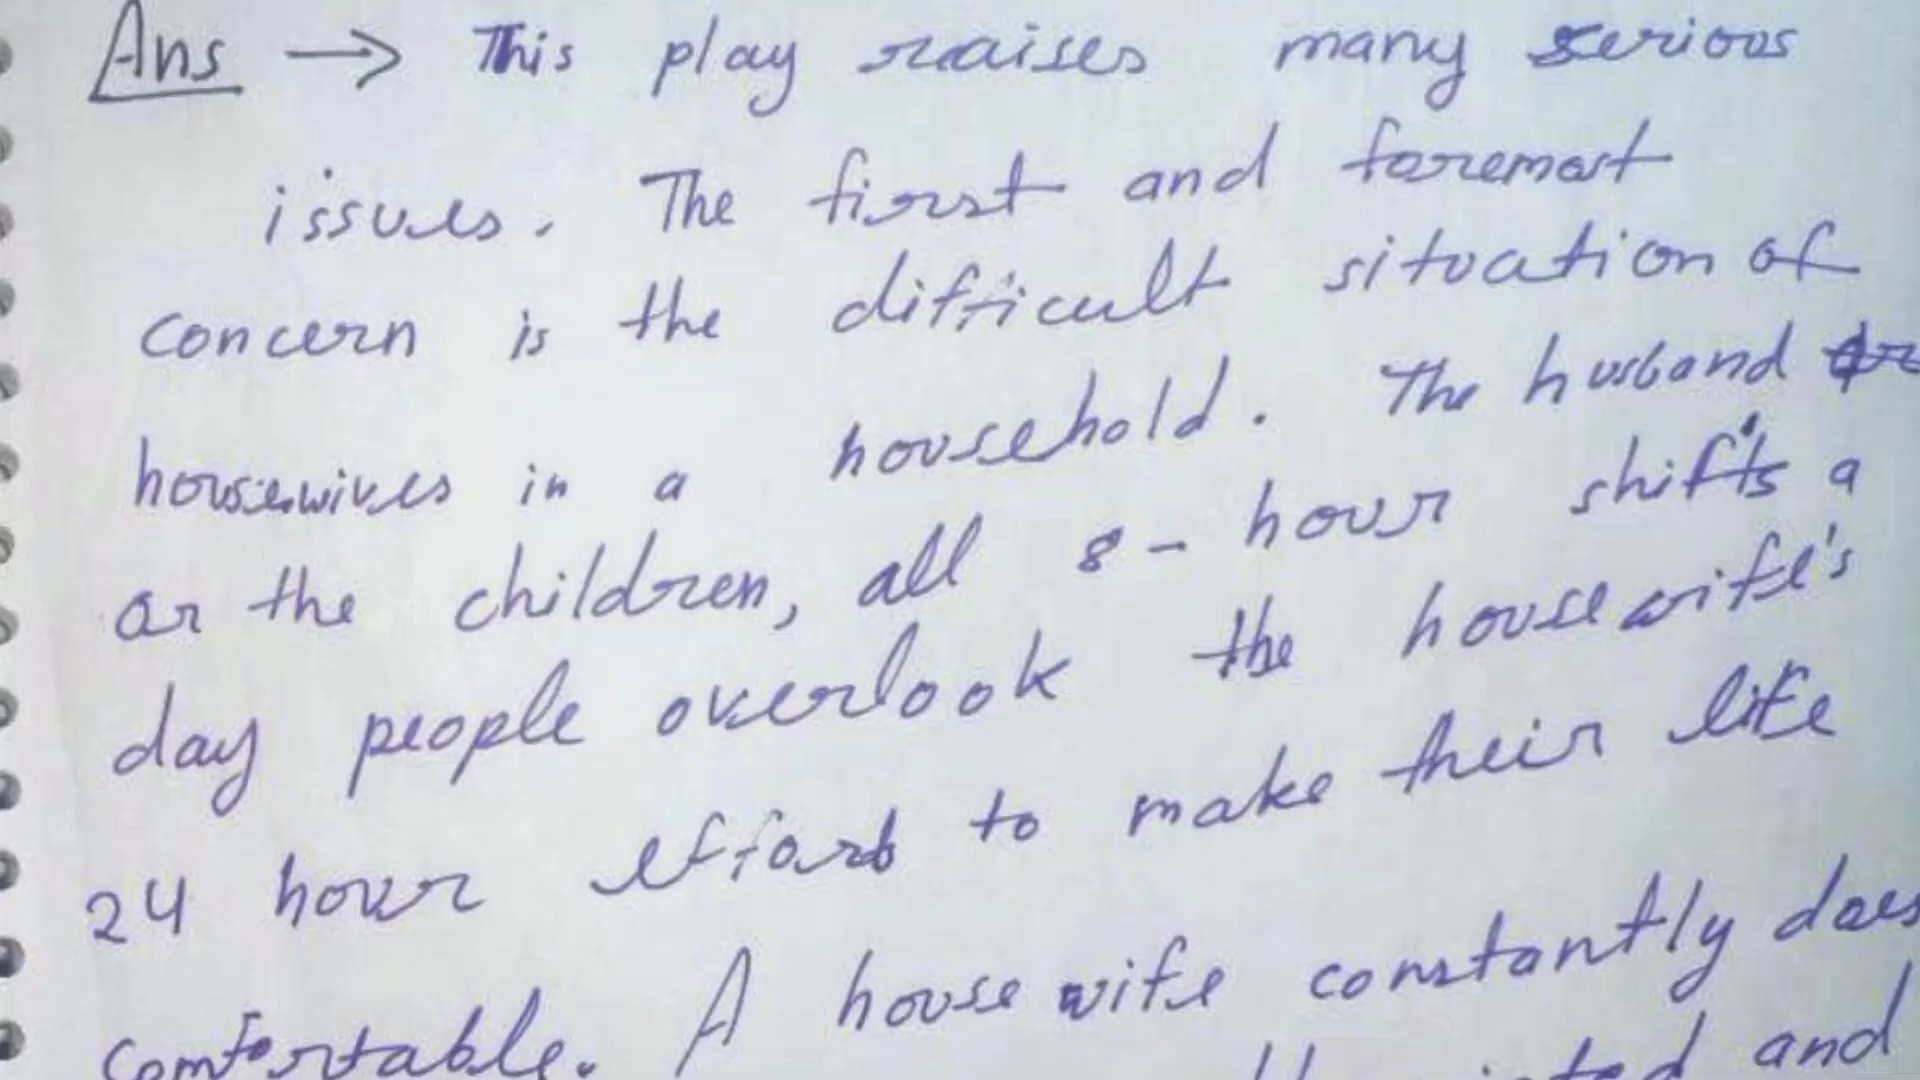 Ans → This play raises many serious
issues. The first and foremost
concern is the difficult situation of
housewives in a household. The husband
or the children, all 8-hour shifts a
day people overlook the housewife's
24 hour effort to make their life
comfortable. A housewife constantly does
and